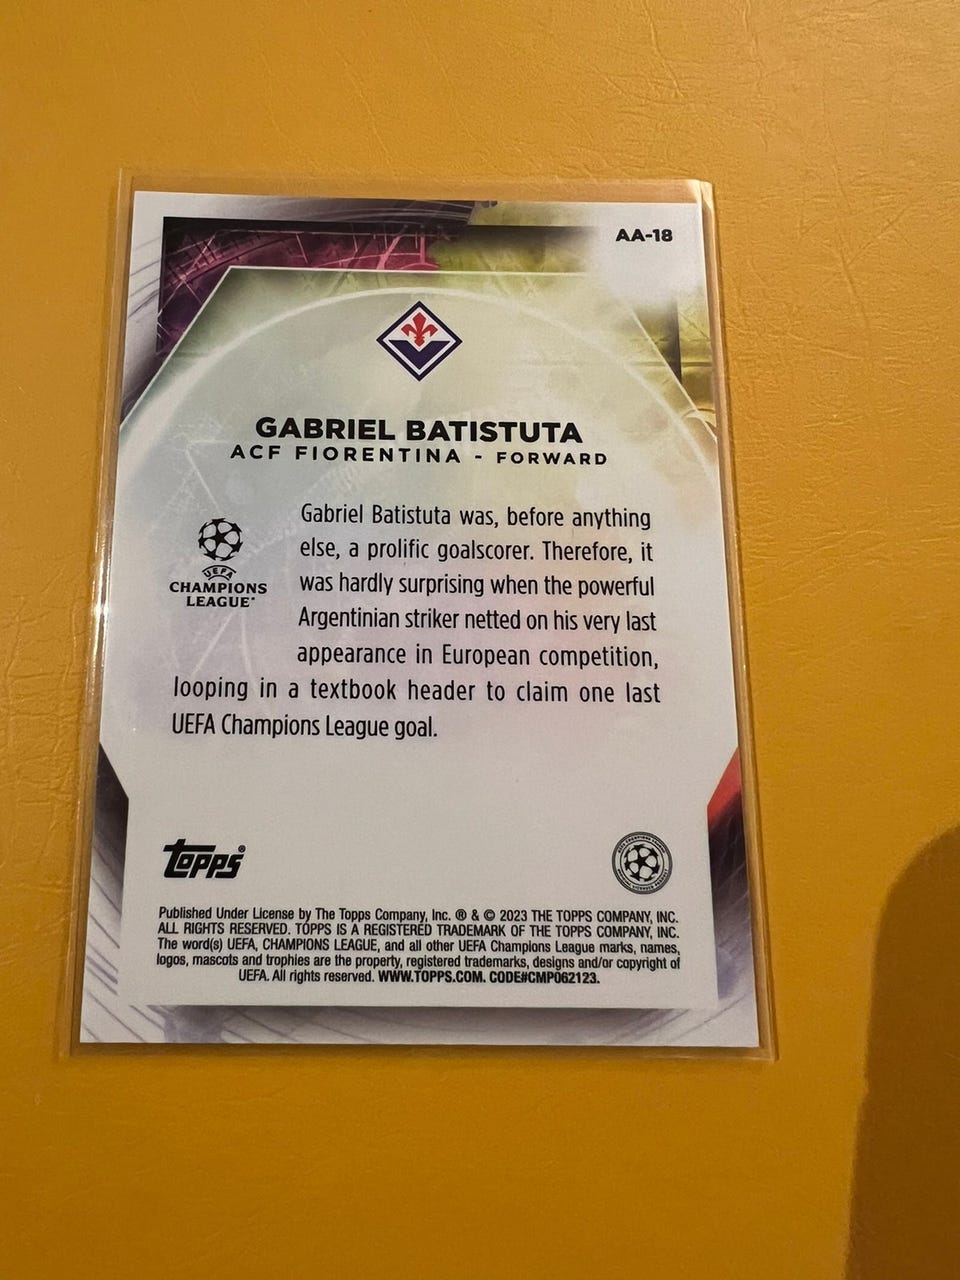 AA-18
GABRIEL BATISTUTA
ACF FIORENTINA - FORWARD
Gabriel Batistuta was, before anything
else, a prolific goalscorer. Therefore, it
was hardly surprising when the powerful
Argentinian striker netted on his very last
appearance in European competition,
looping in a textbook header to claim one last
UEFA Champions League goal.
UEFA
CHAMPIONS
LEAGUE
Topps®
Published Under License by The Topps Company, Inc. ® & © 2023 THE TOPPS COMPANY, INC.
ALL RIGHTS RESERVED. TOPPS IS A REGISTERED TRADEMARK OF THE TOPPS COMPANY, INC.
The word(s) UEFA, CHAMPIONS LEAGUE, and all other UEFA Champions League marks, names,
logos, mascots and trophies are the property, registered trademarks, designs and/or copyright of
UEFA. All rights reserved. WWW.TOPPS.COM. CODE#CMP062123.